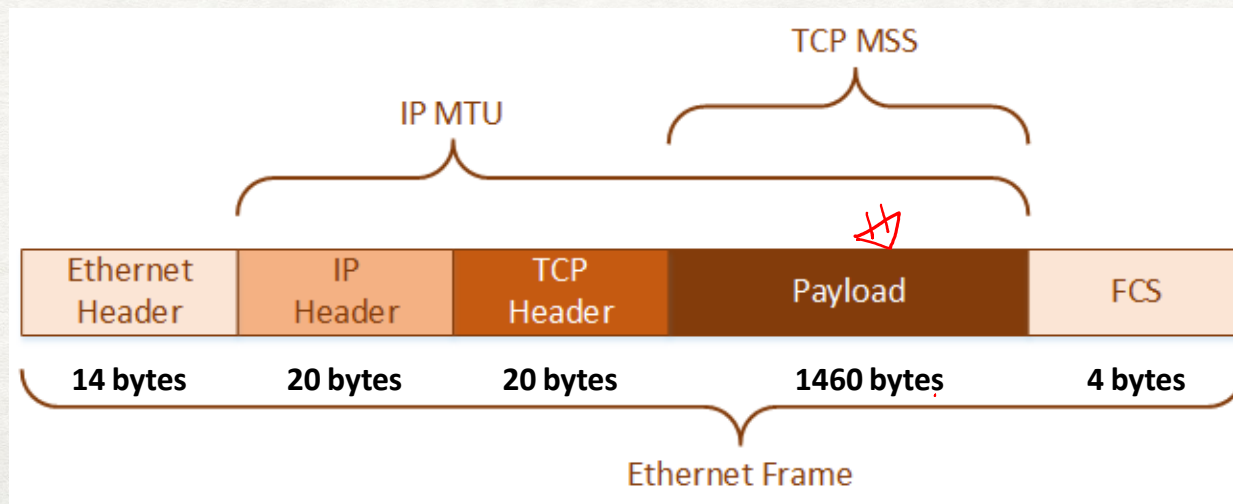 TCP MSS
IP MTU
Ethernet
Header
IP
Header
TCP
Header
Payload
FCS
14 bytes
20 bytes
20 bytes
1460 bytes
4 bytes
Ethernet Frame